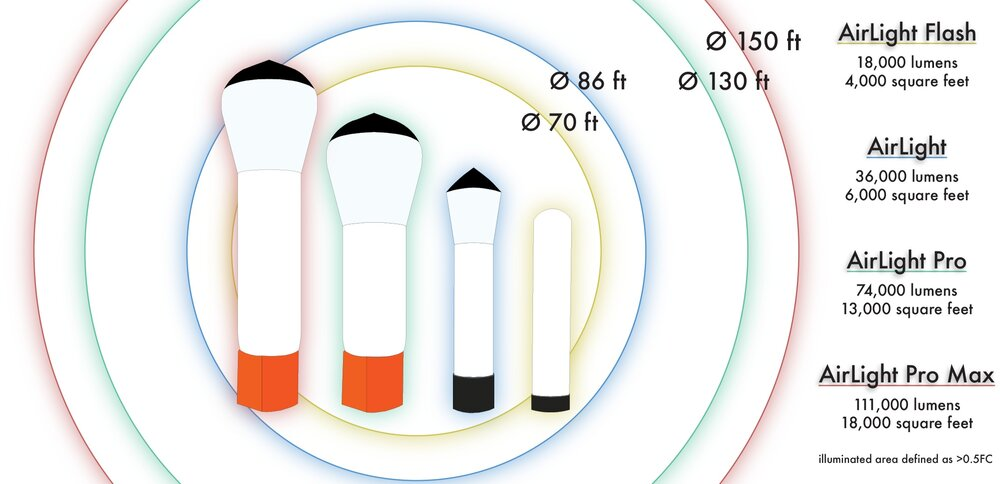 Ø 150 ft
Ø 86 ft
Ø 130 ft
Ø 70 ft
AirLight Flash
18,000 lumens
4,000 square feet
AirLight
36,000 lumens
6,000 square feet
AirLight Pro
74,000 lumens
13,000 square feet
AirLight Pro Max
111,000 lumens
18,000 square feet
illuminated area defined as >0.5FC